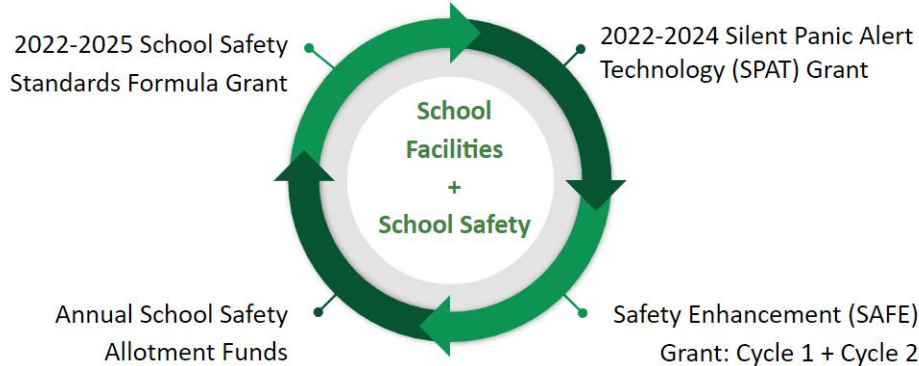 2022-2025 School Safety
Standards Formula Grant
2022-2024 Silent Panic Alert
Technology (SPAT) Grant
School
Facilities
+
School Safety
Annual School Safety
Allotment Funds
Safety Enhancement (SAFE)
Grant: Cycle 1 + Cycle 2